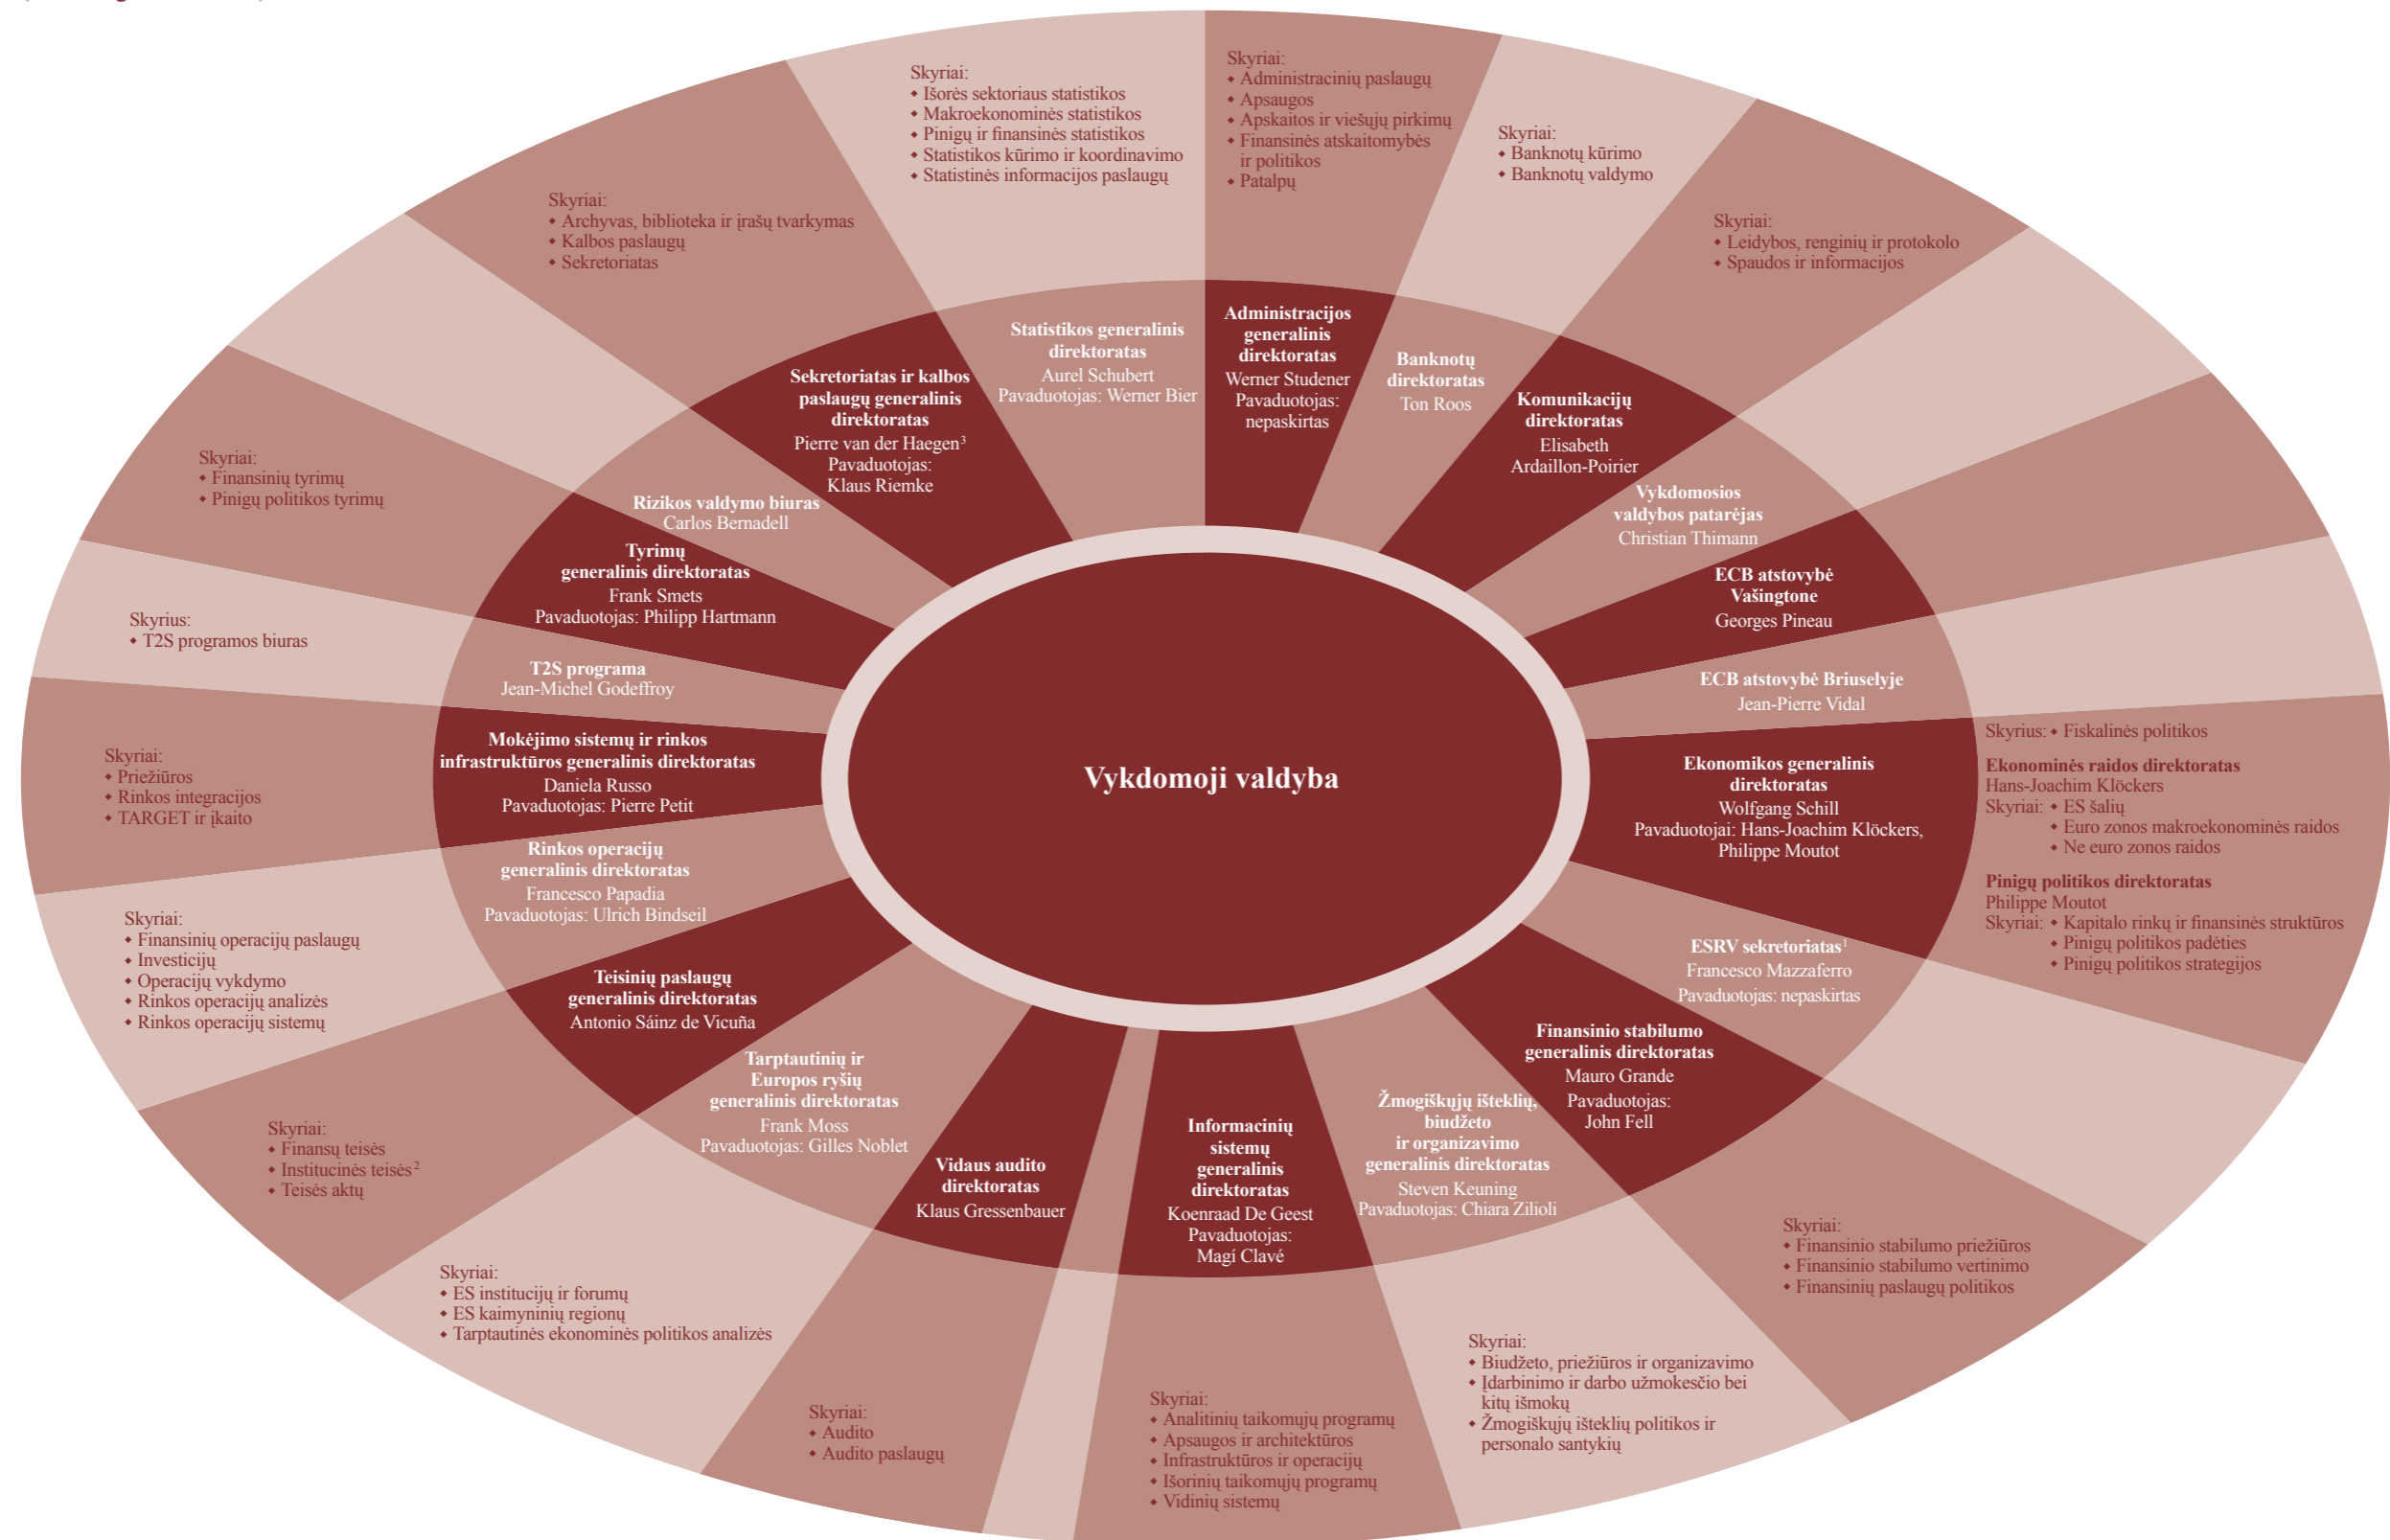 Skyriai:
◆ Administracinių paslaugų
◆ Apsaugos
◆ Apskaitos ir viešųjų pirkimų
◆ Finansinės atskaitomybės
ir politikos
◆ Patalpų
Administracijos
generalinis
direktoratas
Werner Studener
Pavaduotojas:
nepaskirtas
Skyriai:
◆ Banknotų kūrimo
◆ Banknotų valdymo
Banknotų
direktoratas
Ton Roos
Skyriai:
◆ Leidybos, renginių ir protokolo
◆ Spaudos ir informacijos
Komunikacijų
direktoratas
Elisabeth
Ardaillon-Poirier
Vykdomosios
valdybos patarėjas
Christian Thimann
ECB atstovybė
Vašingtone
Georges Pineau
ECB atstovybė Briuselyje
Jean-Pierre Vidal
Ekonomikos generalinis
direktoratas
Wolfgang Schill
Pavaduotojai: Hans-Joachim Klöckers,
Philippe Moutot
Skyrius: ◆ Fiskalinės politikos
Ekonominės raidos direktoratas
Hans-Joachim Klöckers
Skyriai: ◆ ES šalių
◆ Euro zonos makroekonominės raidos
◆ Ne euro zonos raidos
Pinigų politikos direktoratas
Philippe Moutot
Skyriai: ◆ Kapitalo rinkų ir finansinės struktūros
◆ Pinigų politikos padėties
◆ Pinigų politikos strategijos
ESRV sekretoriatas¹
Francesco Mazzaferro
Pavaduotojas: nepaskirtas
Finansinio stabilumo
generalinis direktoratas
Mauro Grande
Pavaduotojas:
John Fell
Skyriai:
◆ Finansinio stabilumo priežiūros
◆ Finansinio stabilumo vertinimo
◆ Finansinių paslaugų politikos
Žmogiškųjų išteklių,
biudžeto
ir organizavimo
generalinis direktoratas
Steven Keuning
Pavaduotojas: Chiara Zilioli
Skyriai:
◆ Biudžeto, priežiūros ir organizavimo
◆ Įdarbinimo ir darbo užmokesčio bei
kitų išmokų
◆ Žmogiškųjų išteklių politikos ir
personalo santykių
Informacinių
sistemų
generalinis
direktoratas
Koenraad De Geest
Pavaduotojas:
Magí Clavé
Skyriai:
◆ Analitinių taikomųjų programų
◆ Apsaugos ir architektūros
◆ Infrastruktūros ir operacijų
◆ Išorinių taikomųjų programų
◆ Vidinių sistemų
Vidaus audito
direktoratas
Klaus Gressenbauer
Skyriai:
◆ Audito
◆ Audito paslaugų
Tarptautinių ir
Europos ryšių
generalinis direktoratas
Frank Moss
Pavaduotojas: Gilles Noblet
Skyriai:
◆ ES institucijų ir forumų
◆ ES kaimyninių regionų
◆ Tarptautinės ekonominės politikos analizės
Teisinių paslaugų
generalinis direktoratas
Antonio Sáinz de Vicuña
Skyriai:
◆ Finansų teisės
◆ Institucinės teisės²
◆ Teisės aktų
Rinkos operacijų
generalinis direktoratas
Francesco Papadia
Pavaduotojas: Ulrich Bindseil
Skyriai:
◆ Finansinių operacijų paslaugų
◆ Investicijų
◆ Operacijų vykdymo
◆ Rinkos operacijų analizės
◆ Rinkos operacijų sistemų
Mokėjimo sistemų ir rinkos
infrastruktūros generalinis direktoratas
Daniela Russo
Pavaduotojas: Pierre Petit
Skyriai:
◆ Priežiūros
◆ Rinkos integracijos
◆ TARGET ir įkaito
T2S programa
Jean-Michel Godeffroy
Skyrius:
◆ T2S programos biuras
Tyrimų
generalinis direktoratas
Frank Smets
Pavaduotojas: Philipp Hartmann
Skyriai:
◆ Finansinių tyrimų
◆ Pinigų politikos tyrimų
Rizikos valdymo biuras
Carlos Bernadell
Sekretoriatas ir kalbos
paslaugų generalinis
direktoratas
Pierre van der Haegen³
Pavaduotojas:
Klaus Riemke
Skyriai:
◆ Archyvas, biblioteka ir įrašų tvarkymas
◆ Kalbos paslaugų
◆ Sekretoriatas
Statistikos generalinis
direktoratas
Aurel Schubert
Pavaduotojas: Werner Bier
Skyriai:
◆ Išorės sektoriaus statistikos
◆ Makroekonominės statistikos
◆ Pinigų ir finansinės statistikos
◆ Statistikos kūrimo ir koordinavimo
◆ Statistinės informacijos paslaugų
Vykdomoji valdyba